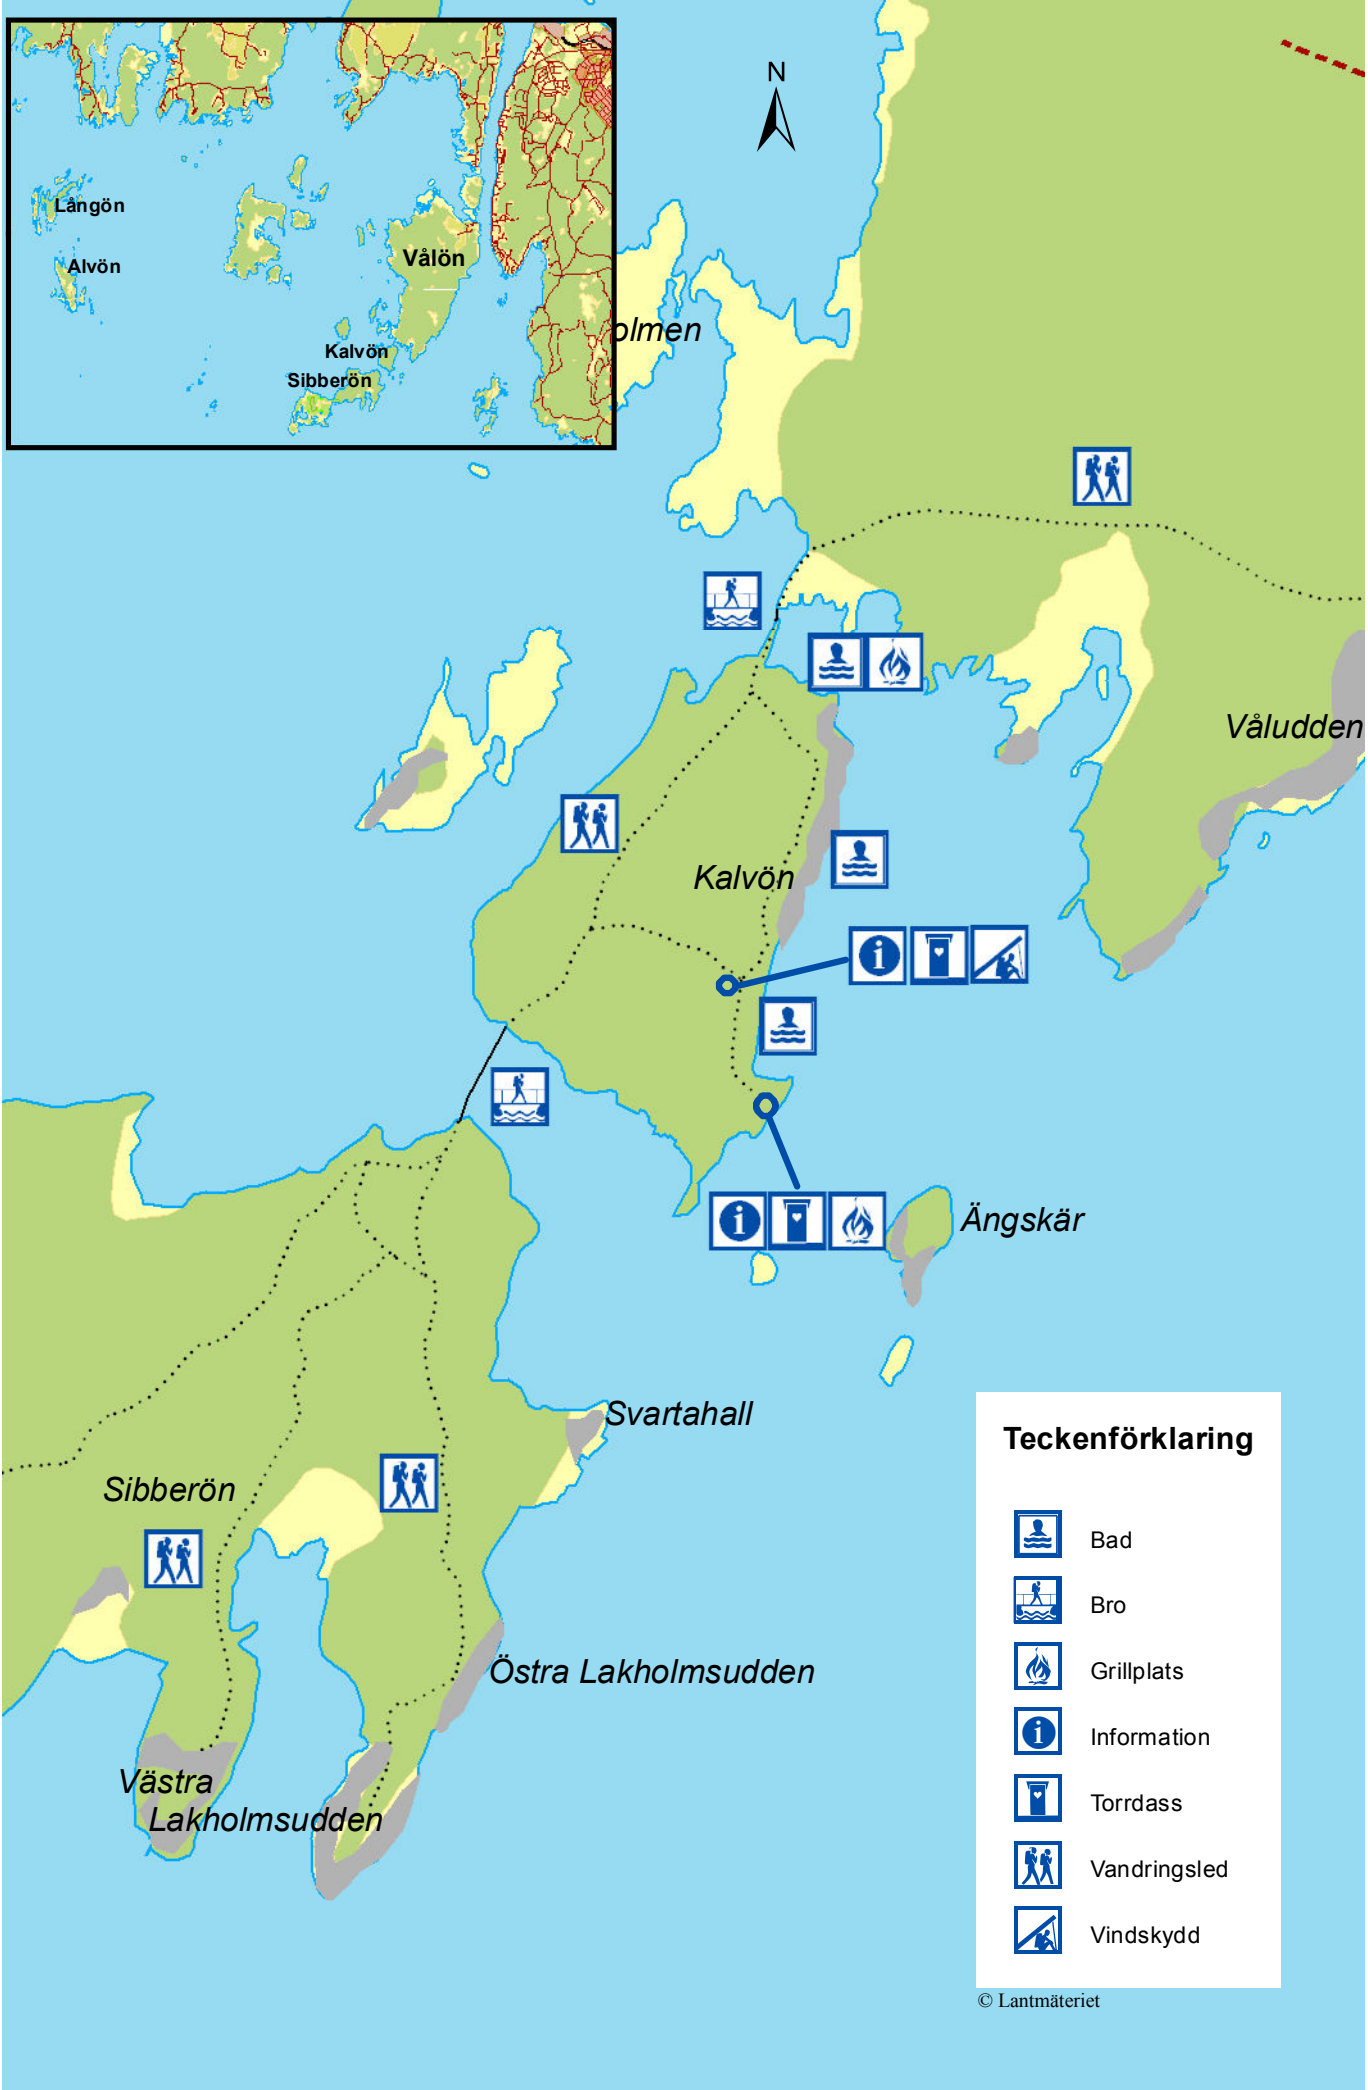 N
Långön
Alvön
Vålön
Kalvön
Sibberön
olmen
Våludden
Kalvön
Ängskär
Svartahall
Sibberön
Östra Lakholmsudden
Västra
Lakholmsudden
Teckenförklaring
Bad
Bro
Grillplats
Information
Torrdass
Vandringsled
Vindskydd
© Lantmäteriet